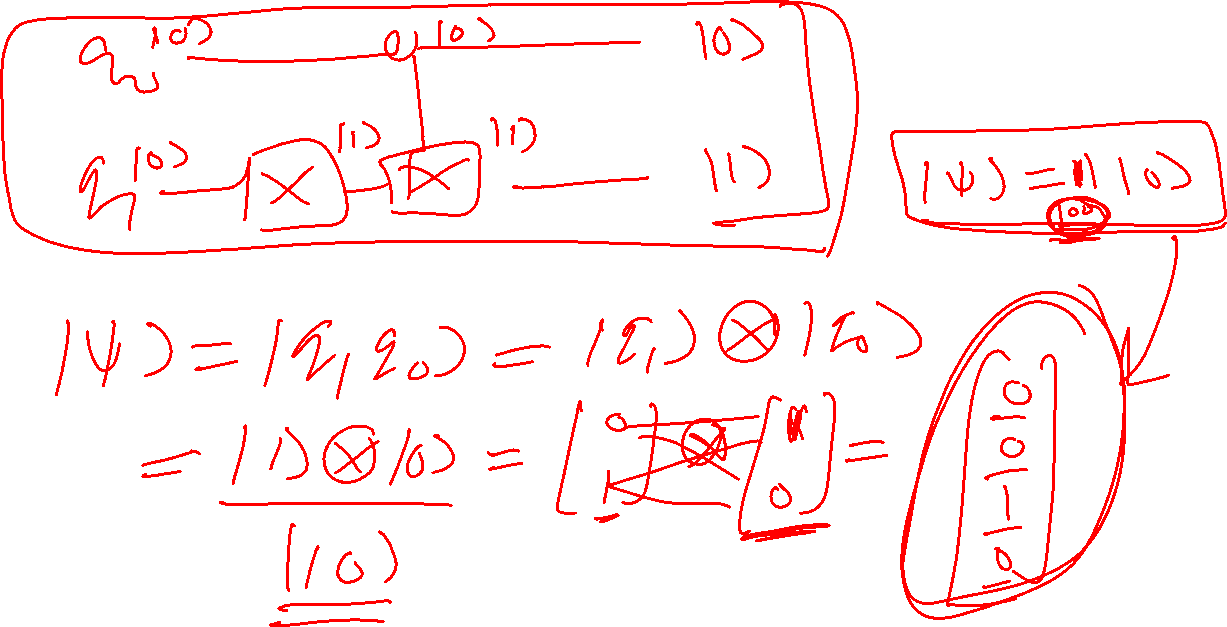 q₀ |0⟩ |0⟩ |0⟩
q₁ |0⟩ X |1⟩ X |1⟩ |1⟩
|ψ⟩ = 1|10⟩
|ψ⟩ = |q₁ q₀⟩ = |q₁⟩ ⊗ |q₀⟩
= |1⟩ ⊗ |0⟩ = [0 1] ⊗ [1 0] = [0 0 1 0]
|10⟩